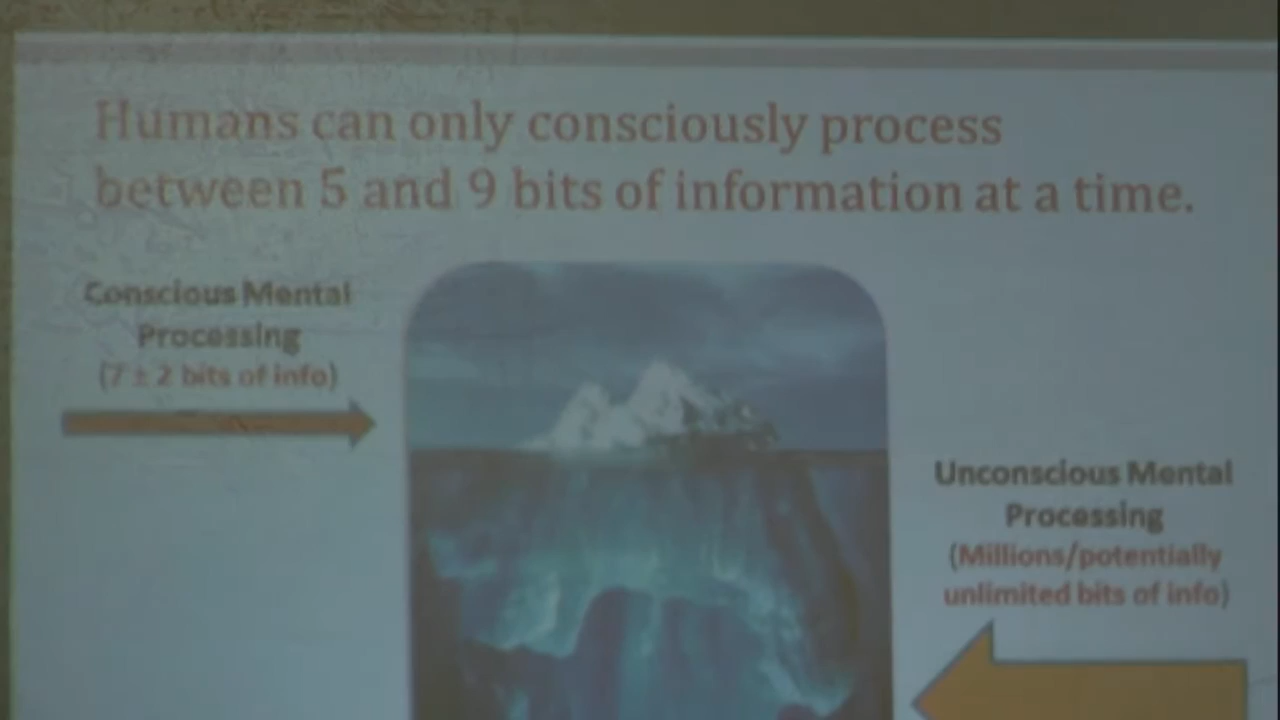 Humans can only consciously process
between 5 and 9 bits of information at a time.
Conscious Mental
Processing
(7 ± 2 bits of info)
Unconscious Mental
Processing
(Millions/potentially
unlimited bits of info)